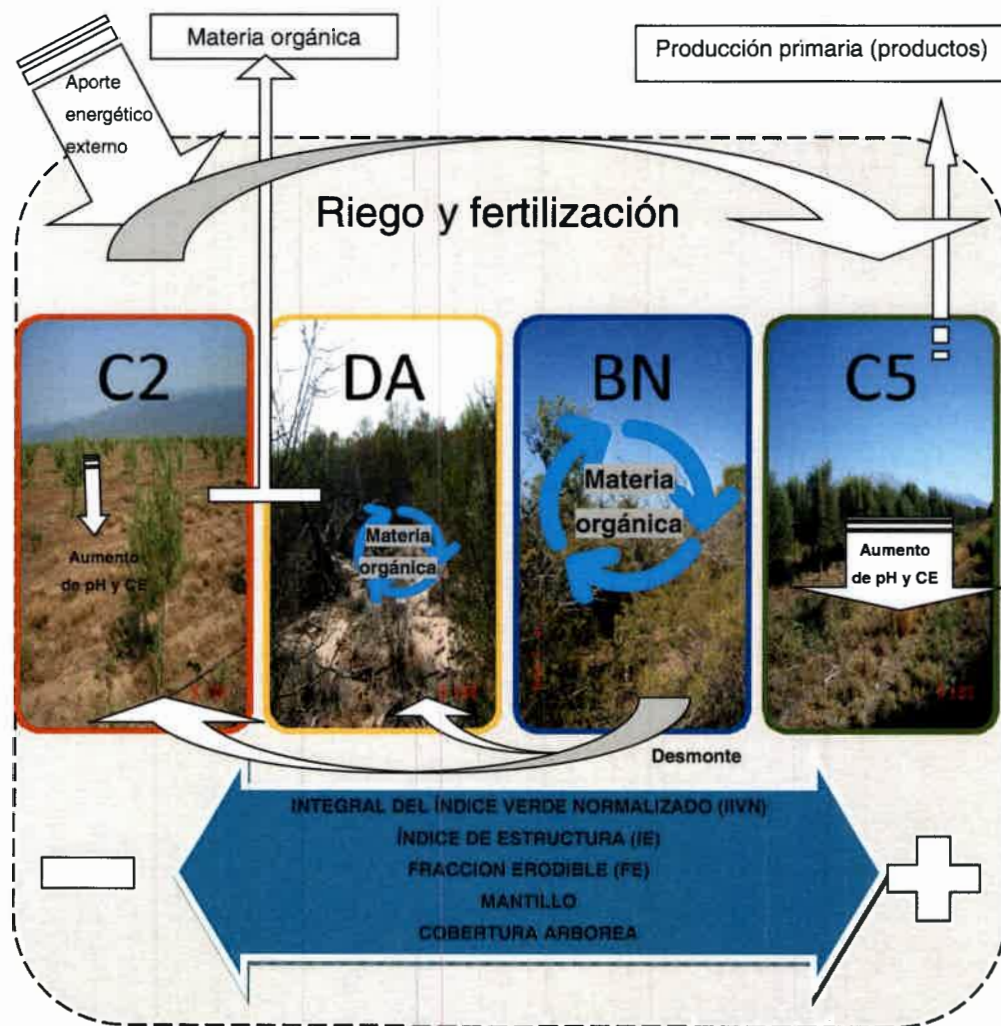 Materia orgánica
Producción primaria (productos)
Aporte
energético
externo
Riego y fertilización
C2
DA
BN
C5
Aumento
de pH y CE
Materia
orgánica
Materia
orgánica
Aumento
de pH y CE
Desmonte
INTEGRAL DEL ÍNDICE VERDE NORMALIZADO (IIVN)
ÍNDICE DE ESTRUCTURA (IE)
FRACCION ERODIBLE (FE)
MANTILLO
COBERTURA ARBOREA